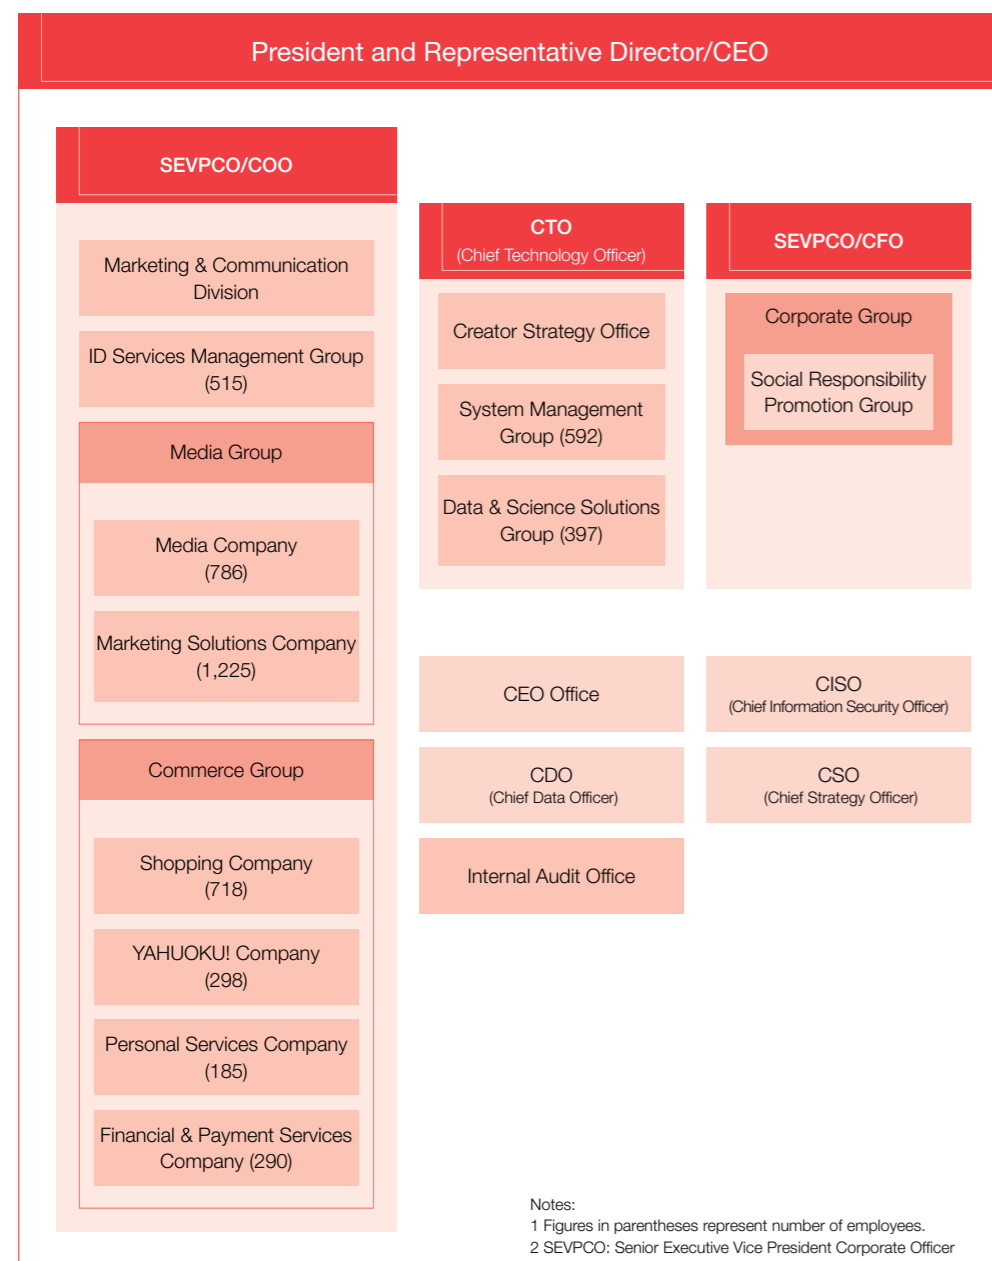 President and Representative Director/CEO
SEVPCO/COO
Marketing & Communication
Division
ID Services Management Group
(515)
Media Group
Media Company
(786)
Marketing Solutions Company
(1,225)
Commerce Group
Shopping Company
(718)
YAHUOKU! Company
(298)
Personal Services Company
(185)
Financial & Payment Services
Company (290)
CTO
(Chief Technology Officer)
Creator Strategy Office
System Management
Group (592)
Data & Science Solutions
Group (397)
SEVPCO/CFO
Corporate Group
Social Responsibility
Promotion Group
CEO Office
CDO
(Chief Data Officer)
Internal Audit Office
CISO
(Chief Information Security Officer)
CSO
(Chief Strategy Officer)
Notes:
1 Figures in parentheses represent number of employees.
2 SEVPCO: Senior Executive Vice President Corporate Officer